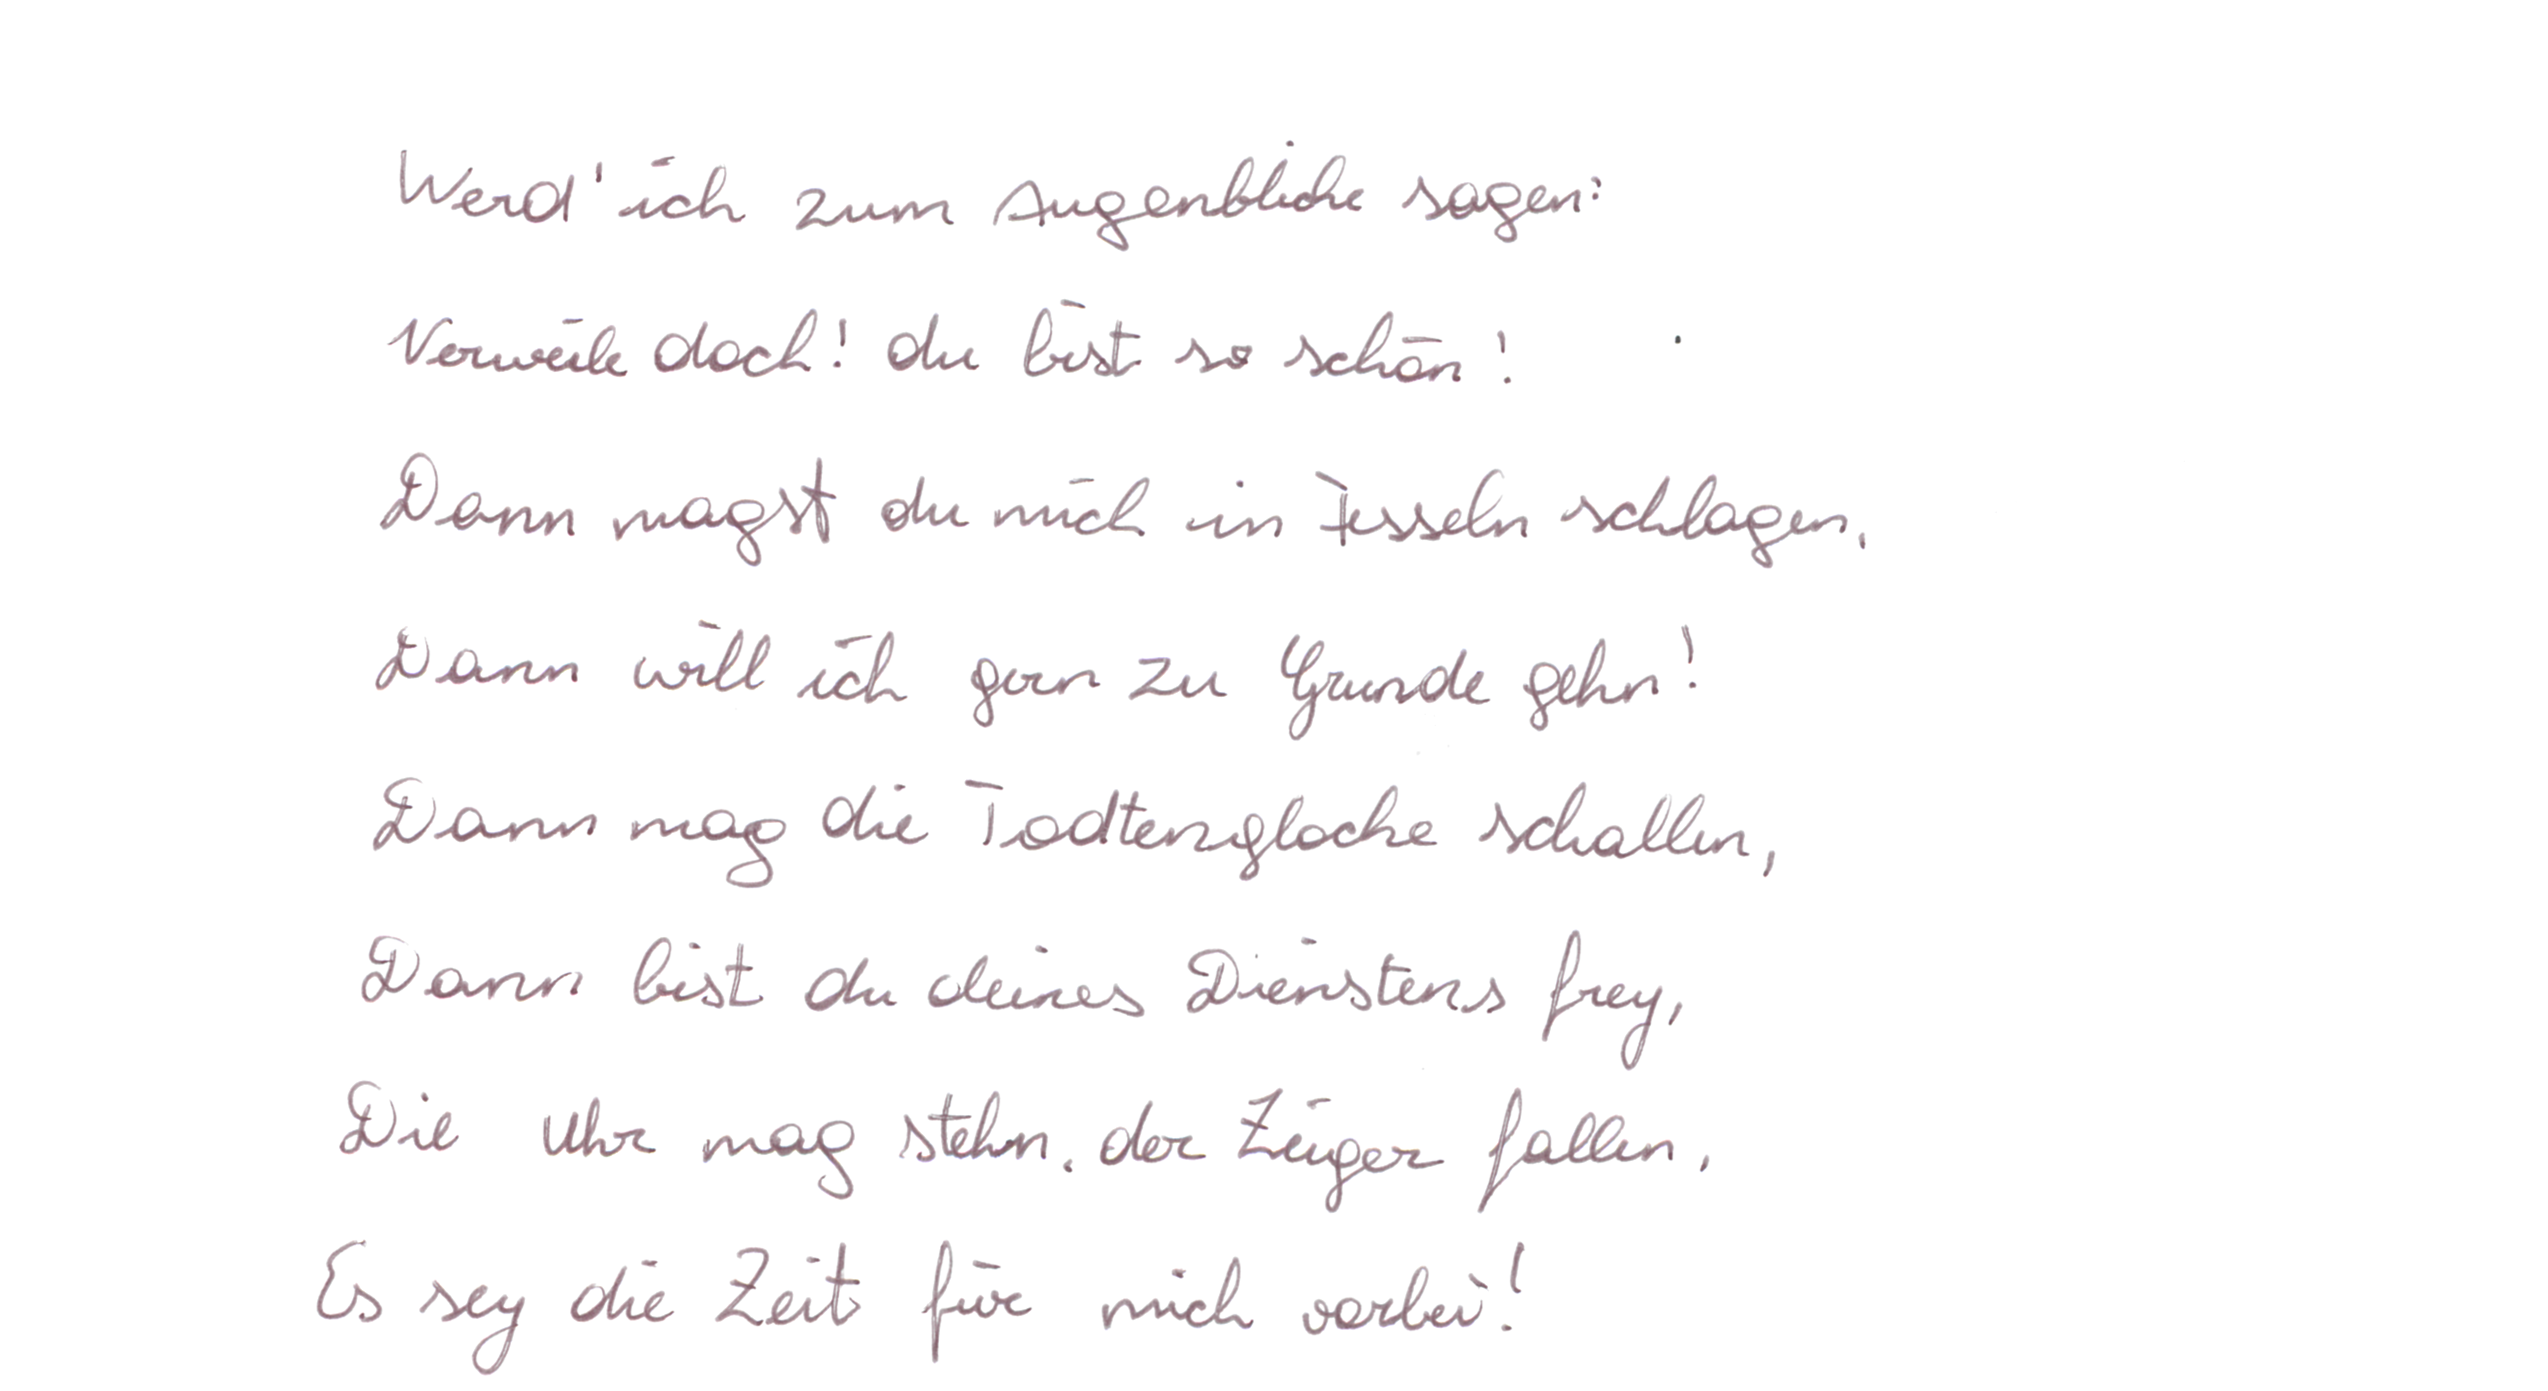 Werd' ich zum Augenblicke sagen:
Verweile doch! du bist so schön!
Dann magst du mich in Fesseln schlagen,
Dann will ich gern zu Grunde gehn!
Dann mag die Todtenglocke schallen,
Dann bist du deines Dienstens frey,
Die Uhr mag stehn, der Zeiger fallen,
Es sey die Zeit für mich vorbei!